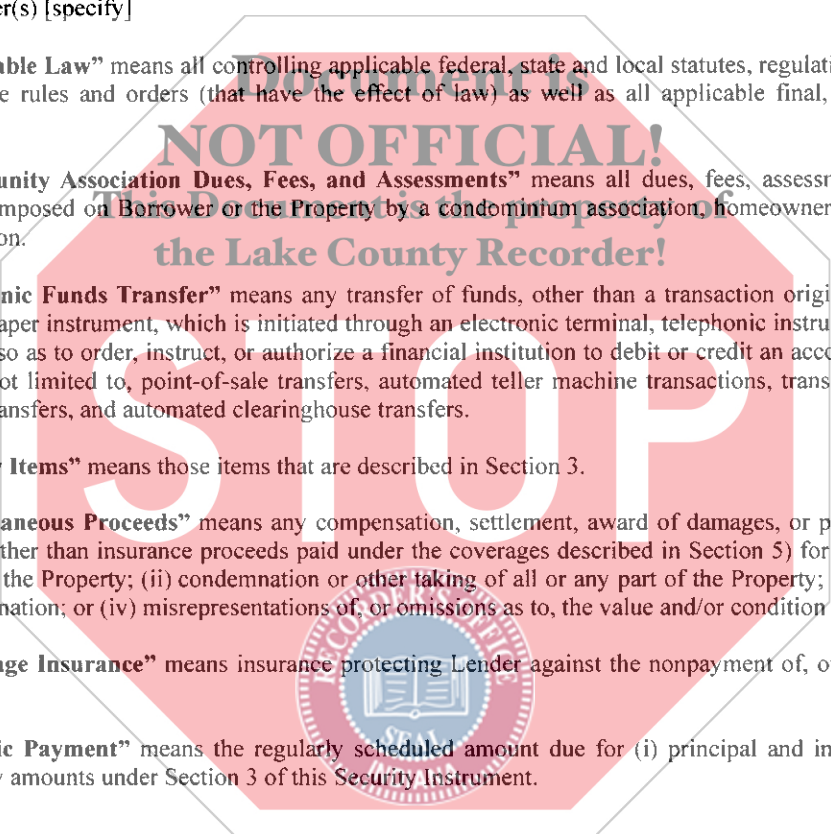 er(s) [specify]
able Law” means all controlling applicable federal, state and local statutes, regulati
e rules and orders (that have the effect of law) as well as all applicable final,
Document is
NOT OFFICIAL!
This Document is the property of
the Lake County Recorder!
unity Association Dues, Fees, and Assessments” means all dues, fees, assessm
mposed on Borrower or the Property by a condominium association, homeowner
on.
nic Funds Transfer” means any transfer of funds, other than a transaction origi
aper instrument, which is initiated through an electronic terminal, telephonic instru
so as to order, instruct, or authorize a financial institution to debit or credit an acco
ot limited to, point-of-sale transfers, automated teller machine transactions, trans
ansfers, and automated clearinghouse transfers.
STOP
Items” means those items that are described in Section 3.
aneous Proceeds” means any compensation, settlement, award of damages, or p
ther than insurance proceeds paid under the coverages described in Section 5) for
the Property; (ii) condemnation or other taking of all or any part of the Property;
nation; or (iv) misrepresentations of, or omissions as to, the value and/or condition
age Insurance” means insurance protecting Lender against the nonpayment of, o
ic Payment” means the regularly scheduled amount due for (i) principal and in
y amounts under Section 3 of this Security Instrument.
RECORDER'S OFFICE
SEAL
INDIANA